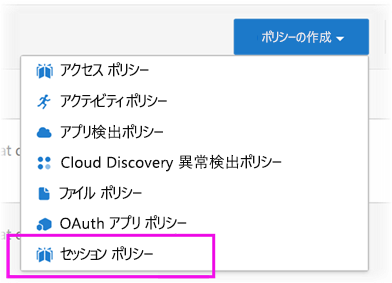 ポリシーの作成
アクセス ポリシー
アクティビティ ポリシー
アプリ検出ポリシー
Cloud Discovery 異常検出ポリシー
ファイル ポリシー
OAuth アプリ ポリシー
セッション ポリシー